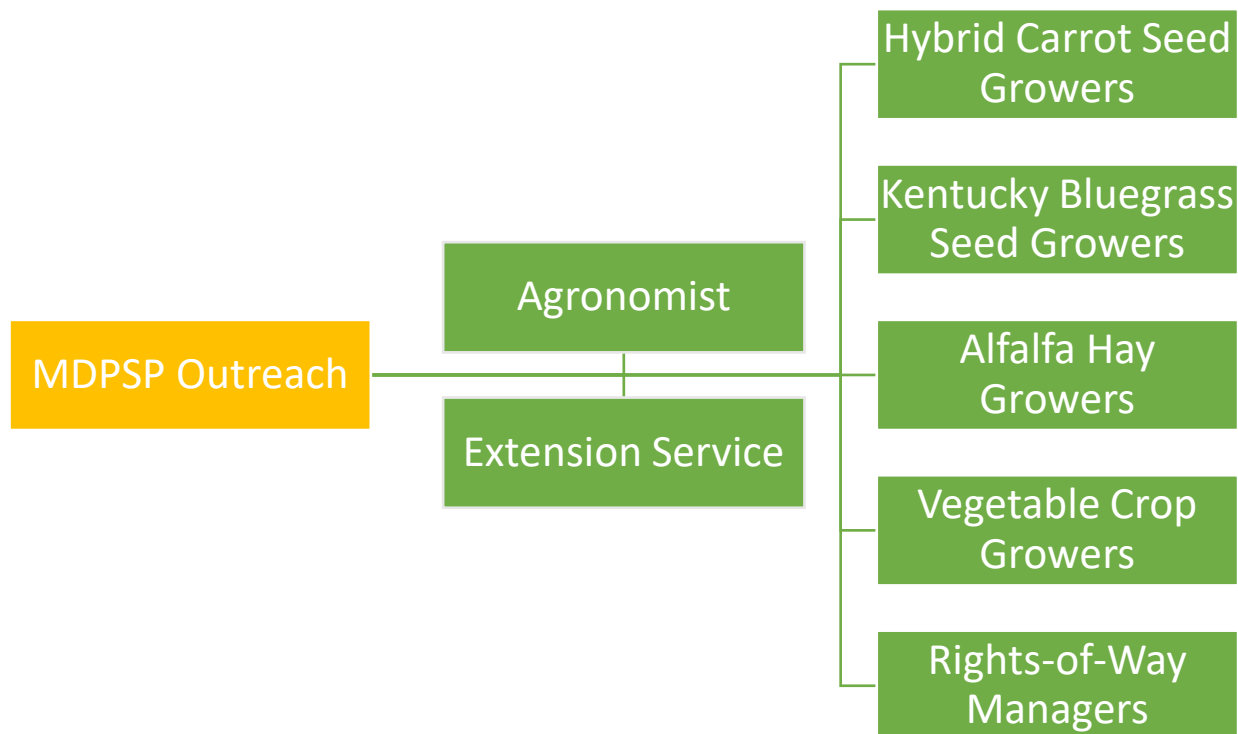 MDPSP Outreach
Agronomist
Extension Service
Hybrid Carrot Seed
Growers
Kentucky Bluegrass
Seed Growers
Alfalfa Hay
Growers
Vegetable Crop
Growers
Rights-of-Way
Managers